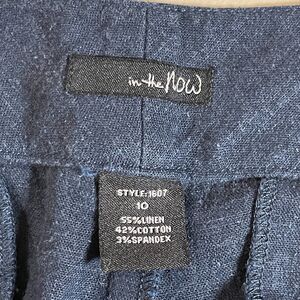 in the NOW
STYLE:1607
10
55%LINEN
42%COTTON
3%SPANDEX